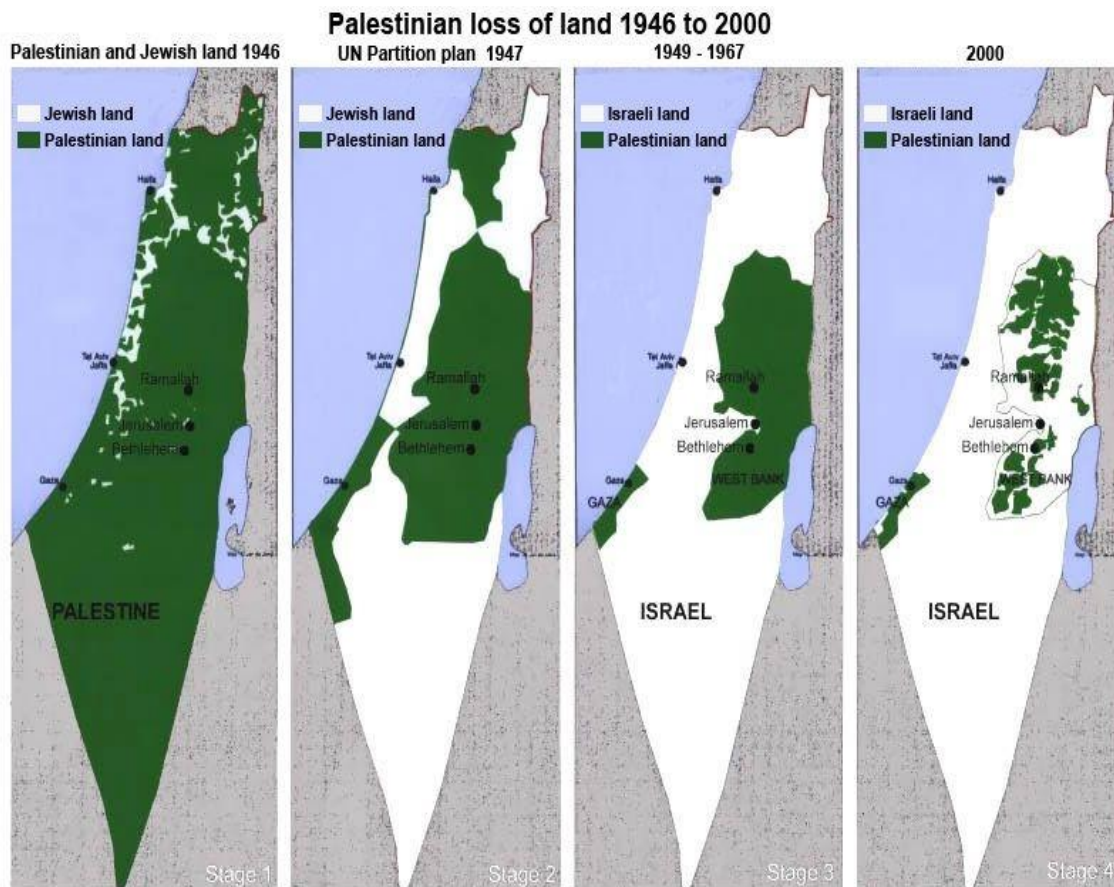 Palestinian loss of land 1946 to 2000
Palestinian and Jewish land 1946
Jewish land
Palestinian land
Haifa
Tel Aviv
Jaffa
Ramallah
Jerusalem
Bethlehem
Gaza
PALESTINE
Stage 1
UN Partition plan 1947
Jewish land
Palestinian land
Haifa
Tel Aviv
Jaffa
Ramallah
Jerusalem
Bethlehem
Gaza
Stage 2
1949 - 1967
Israeli land
Palestinian land
Haifa
Tel Aviv
Jaffa
Ramallah
Jerusalem
Bethlehem
Gaza
WEST BANK
GAZA
ISRAEL
Stage 3
2000
Israeli land
Palestinian land
Haifa
Tel Aviv
Jaffa
Ramallah
Jerusalem
Bethlehem
Gaza
WEST BANK
GAZA
ISRAEL
Stage 4